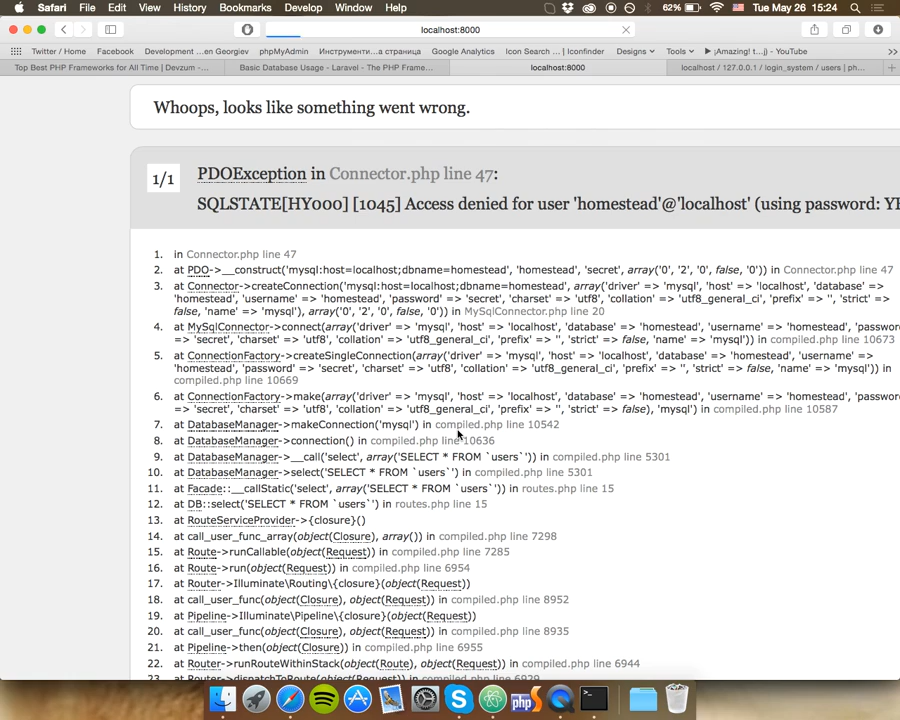 Safari File Edit View History Bookmarks Develop Window Help 62% Tue May 26 15:24
localhost:8000
Twitter / Home Facebook Development ...en Georgiev phpMyAdmin Инструменти...а страница Google Analytics Icon Search ... | Iconfinder Designs Tools ► ¡Amazing! t...j) - YouTube >>
Top Best PHP Frameworks for All Time | Devzum -... Basic Database Usage - Laravel - The PHP Frame... localhost:8000 localhost / 127.0.0.1 / login_system / users | ph... +
Whoops, looks like something went wrong.
1/1 PDOException in Connector.php line 47:
SQLSTATE[HY000] [1045] Access denied for user 'homestead'@'localhost' (using password: YE
1. in Connector.php line 47
2. at PDO->__construct('mysql:host=localhost;dbname=homestead', 'homestead', 'secret', array('0', '2', '0', false, '0')) in Connector.php line 47
3. at Connector->createConnection('mysql:host=localhost;dbname=homestead', array('driver' => 'mysql', 'host' => 'localhost', 'database' =>
'homestead', 'username' => 'homestead', 'password' => 'secret', 'charset' => 'utf8', 'collation' => 'utf8_general_ci', 'prefix' => '', 'strict' =>
false, 'name' => 'mysql'), array('0', '2', '0', false, '0')) in MySqlConnector.php line 20
4. at MySqlConnector->connect(array('driver' => 'mysql', 'host' => 'localhost', 'database' => 'homestead', 'username' => 'homestead', 'passwor
=> 'secret', 'charset' => 'utf8', 'collation' => 'utf8_general_ci', 'prefix' => '', 'strict' => false, 'name' => 'mysql')) in compiled.php line 10673
5. at ConnectionFactory->createSingleConnection(array('driver' => 'mysql', 'host' => 'localhost', 'database' => 'homestead', 'username' =>
'homestead', 'password' => 'secret', 'charset' => 'utf8', 'collation' => 'utf8_general_ci', 'prefix' => '', 'strict' => false, 'name' => 'mysql')) in
compiled.php line 10669
6. at ConnectionFactory->make(array('driver' => 'mysql', 'host' => 'localhost', 'database' => 'homestead', 'username' => 'homestead', 'passwor
=> 'secret', 'charset' => 'utf8', 'collation' => 'utf8_general_ci', 'prefix' => '', 'strict' => false), 'mysql') in compiled.php line 10587
7. at DatabaseManager->makeConnection('mysql') in compiled.php line 10542
8. at DatabaseManager->connection() in compiled.php line 10636
9. at DatabaseManager->__call('select', array('SELECT * FROM `users`')) in compiled.php line 5301
10. at DatabaseManager->select('SELECT * FROM `users`') in compiled.php line 5301
11. at Facade::__callStatic('select', array('SELECT * FROM `users`')) in routes.php line 15
12. at DB::select('SELECT * FROM `users`') in routes.php line 15
13. at RouteServiceProvider->{closure}()
14. at call_user_func_array(object(Closure), array()) in compiled.php line 7298
15. at Route->runCallable(object(Request)) in compiled.php line 7285
16. at Route->run(object(Request)) in compiled.php line 6954
17. at Router->Illuminate\Routing\{closure}(object(Request))
18. at call_user_func(object(Closure), object(Request)) in compiled.php line 8952
19. at Pipeline->Illuminate\Pipeline\{closure}(object(Request))
20. at call_user_func(object(Closure), object(Request)) in compiled.php line 8935
21. at Pipeline->then(object(Closure)) in compiled.php line 6955
22. at Router->runRouteWithinStack(object(Route), object(Request)) in compiled.php line 6944
23. at Router->dispatchToRoute(object(Request)) in compiled.php line 6929
php